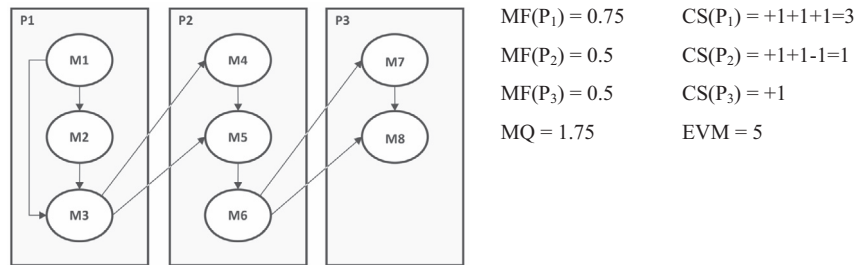 P1 P2 P3
M1 M4 M7
M2 M5 M8
M3 M6
MF(P₁) = 0.75 CS(P₁) = +1+1+1=3
MF(P₂) = 0.5 CS(P₂) = +1+1-1=1
MF(P₃) = 0.5 CS(P₃) = +1
MQ = 1.75 EVM = 5